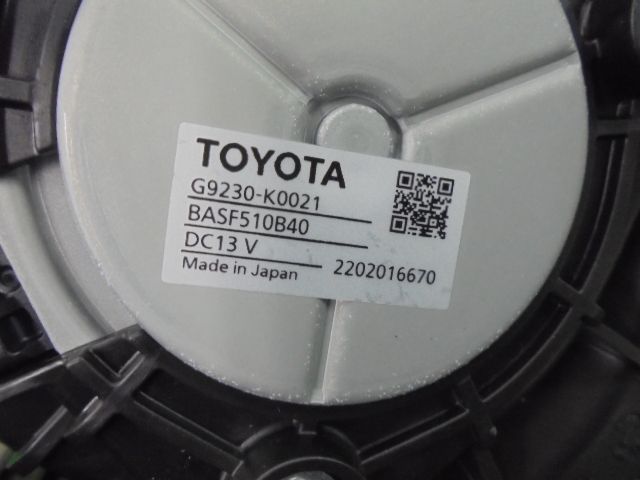 TOYOTA
G9230-K0021
BASF510B40
DC13 V
Made in Japan 2202016670